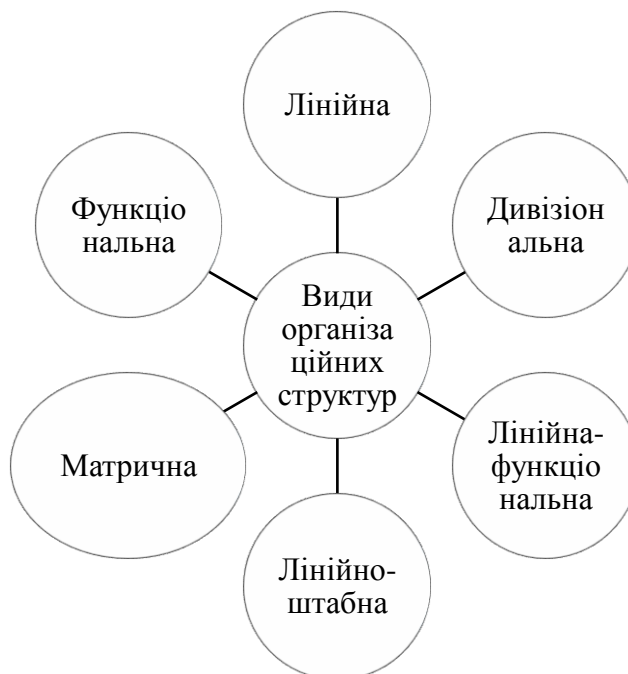 Лінійна
Функціо
нальна
Дивізіон
альна
Види
організа
ційних
структур
Матрична
Лінійна-
функціо
нальна
Лінійно-
штабна